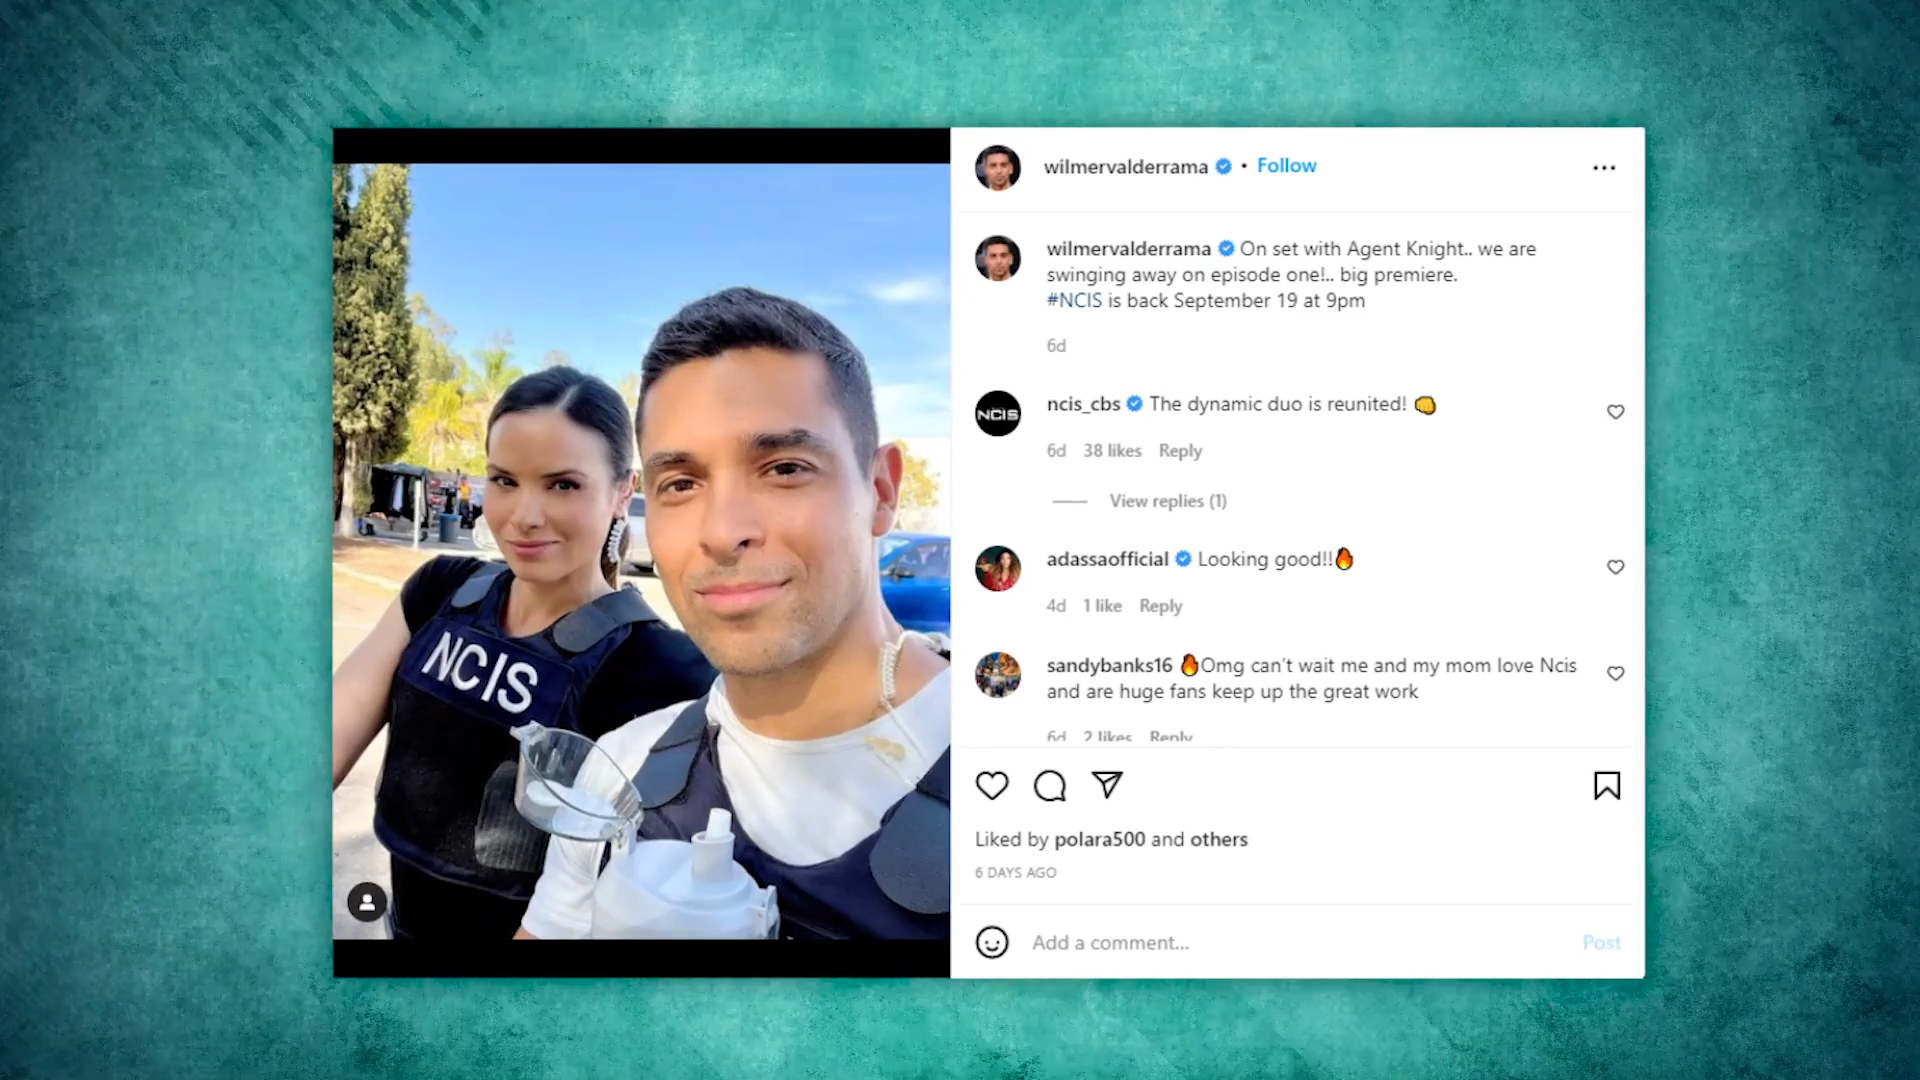 NCIS
wilmervalderrama • Follow
wilmervalderrama On set with Agent Knight.. we are
swinging away on episode one!.. big premiere.
#NCIS is back September 19 at 9pm
6d
NCIS
ncis_cbs The dynamic duo is reunited! 👊
6d 38 likes Reply
View replies (1)
adassaofficial Looking good!!🔥
4d 1 like Reply
sandybanks16 🔥Omg can't wait me and my mom love Ncis
and are huge fans keep up the great work
6d 2 likes Reply
Liked by polara500 and others
6 DAYS AGO
Add a comment... Post